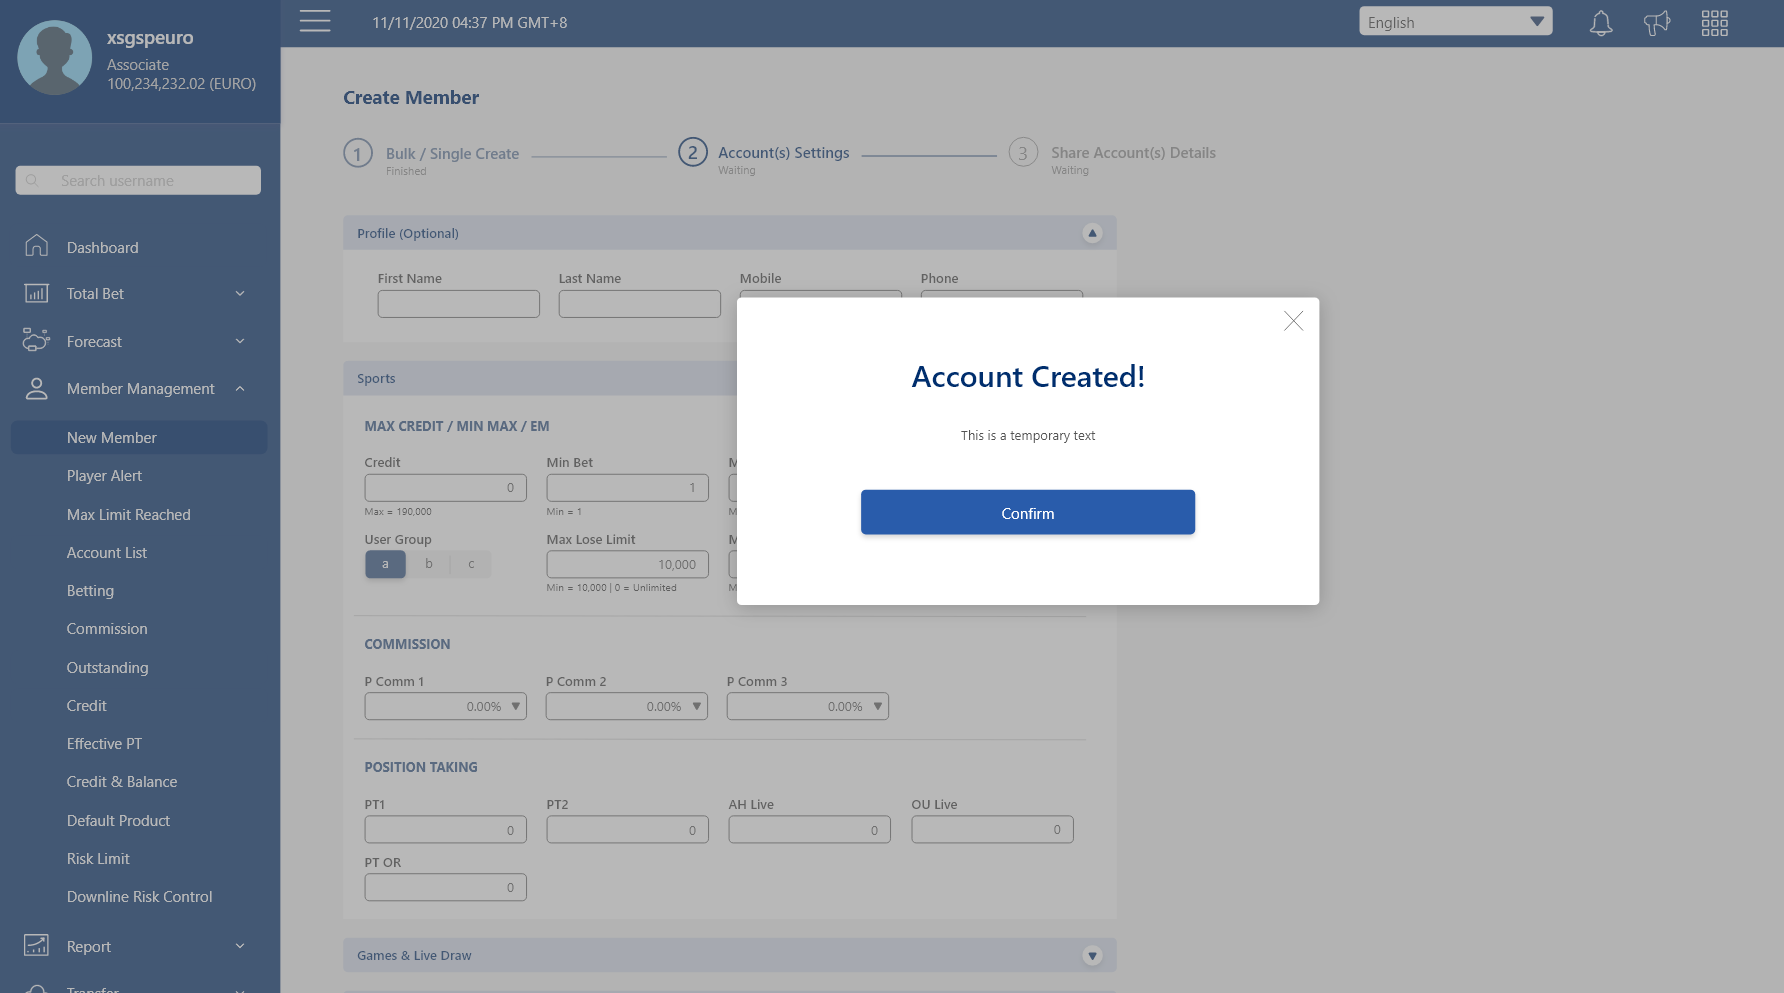 xsgspeuro
Associate
100,234,232.02 (EURO)
11/11/2020 04:37 PM GMT+8
English
Search username
Dashboard
Total Bet
Forecast
Member Management
New Member
Player Alert
Max Limit Reached
Account List
Betting
Commission
Outstanding
Credit
Effective PT
Credit & Balance
Default Product
Risk Limit
Downline Risk Control
Report
Transfer
Create Member
1 Bulk / Single Create
Finished
2 Account(s) Settings
Waiting
3 Share Account(s) Details
Waiting
Profile (Optional)
First Name Last Name Mobile Phone
Sports
MAX CREDIT / MIN MAX / EM
Credit Min Bet M
0 1
Max = 190,000 Min = 1 M
User Group Max Lose Limit M
a b c 10,000
Min = 10,000 | 0 = Unlimited M
Account Created!
This is a temporary text
Confirm
COMMISSION
P Comm 1 P Comm 2 P Comm 3
0.00% 0.00% 0.00%
POSITION TAKING
PT1 PT2 AH Live OU Live
0 0 0 0
PT OR
0
Games & Live Draw